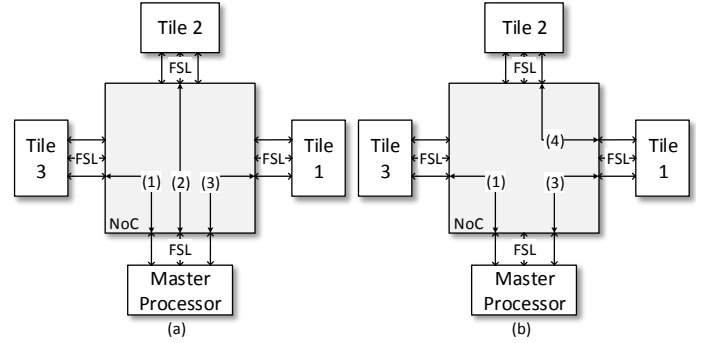 Tile 2
FSL
Tile
3
FSL
(1)
(2)
(3)
FSL
Tile
1
NoC
FSL
Master
Processor
(a)
Tile 2
FSL
Tile
3
FSL
(4)
FSL
Tile
1
(1)
(3)
NoC
FSL
Master
Processor
(b)